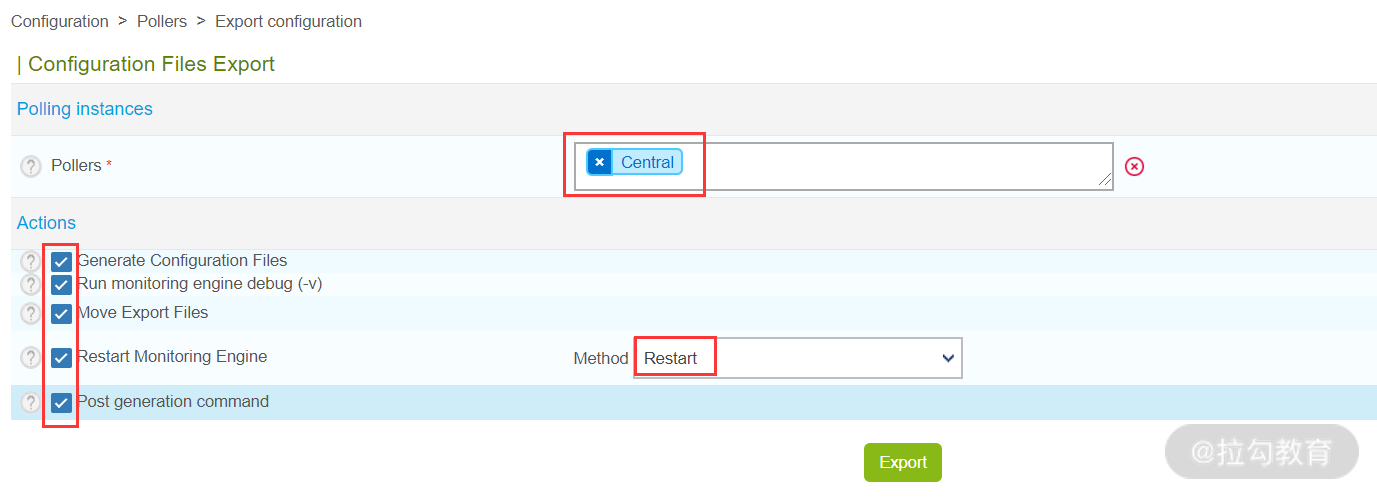 Configuration > Pollers > Export configuration
| Configuration Files Export
Polling instances
? Pollers * × Central
Actions
? Generate Configuration Files
? Run monitoring engine debug (-v)
? Move Export Files
? Restart Monitoring Engine Method Restart
? Post generation command
Export
@拉勾教育